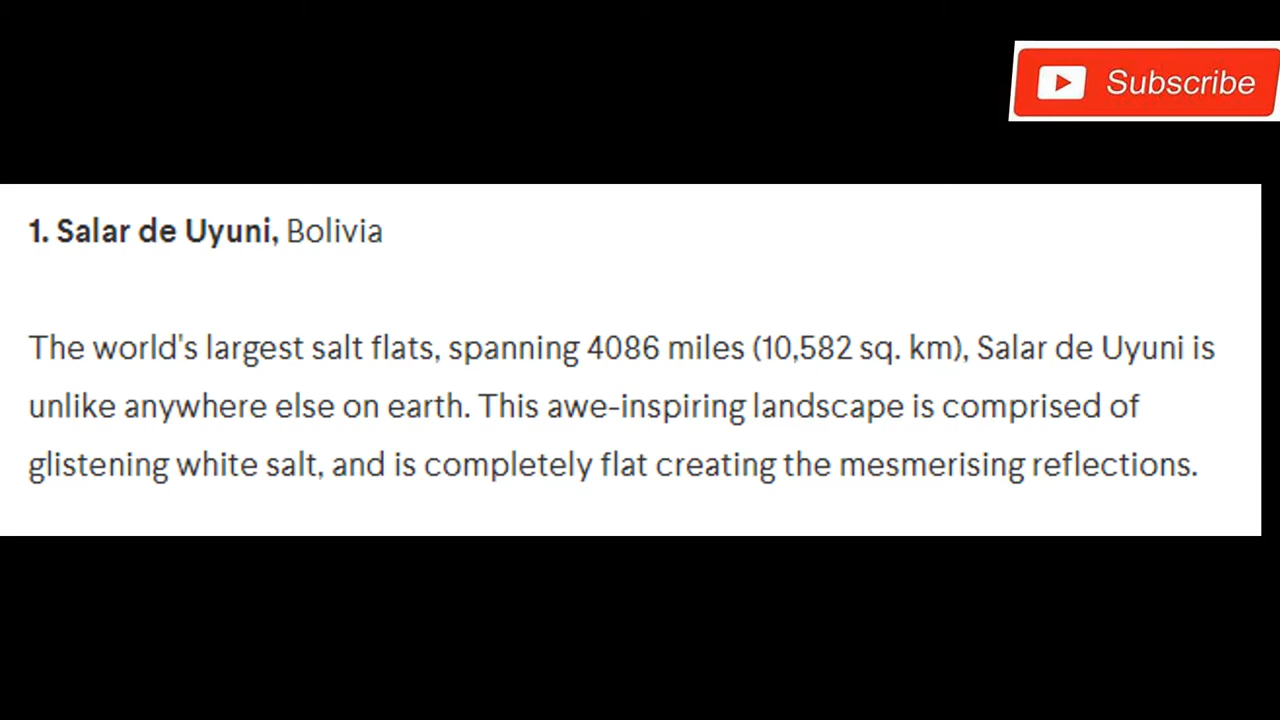 Subscribe
1. Salar de Uyuni, Bolivia
The world's largest salt flats, spanning 4086 miles (10,582 sq. km), Salar de Uyuni is
unlike anywhere else on earth. This awe-inspiring landscape is comprised of
glistening white salt, and is completely flat creating the mesmerising reflections.